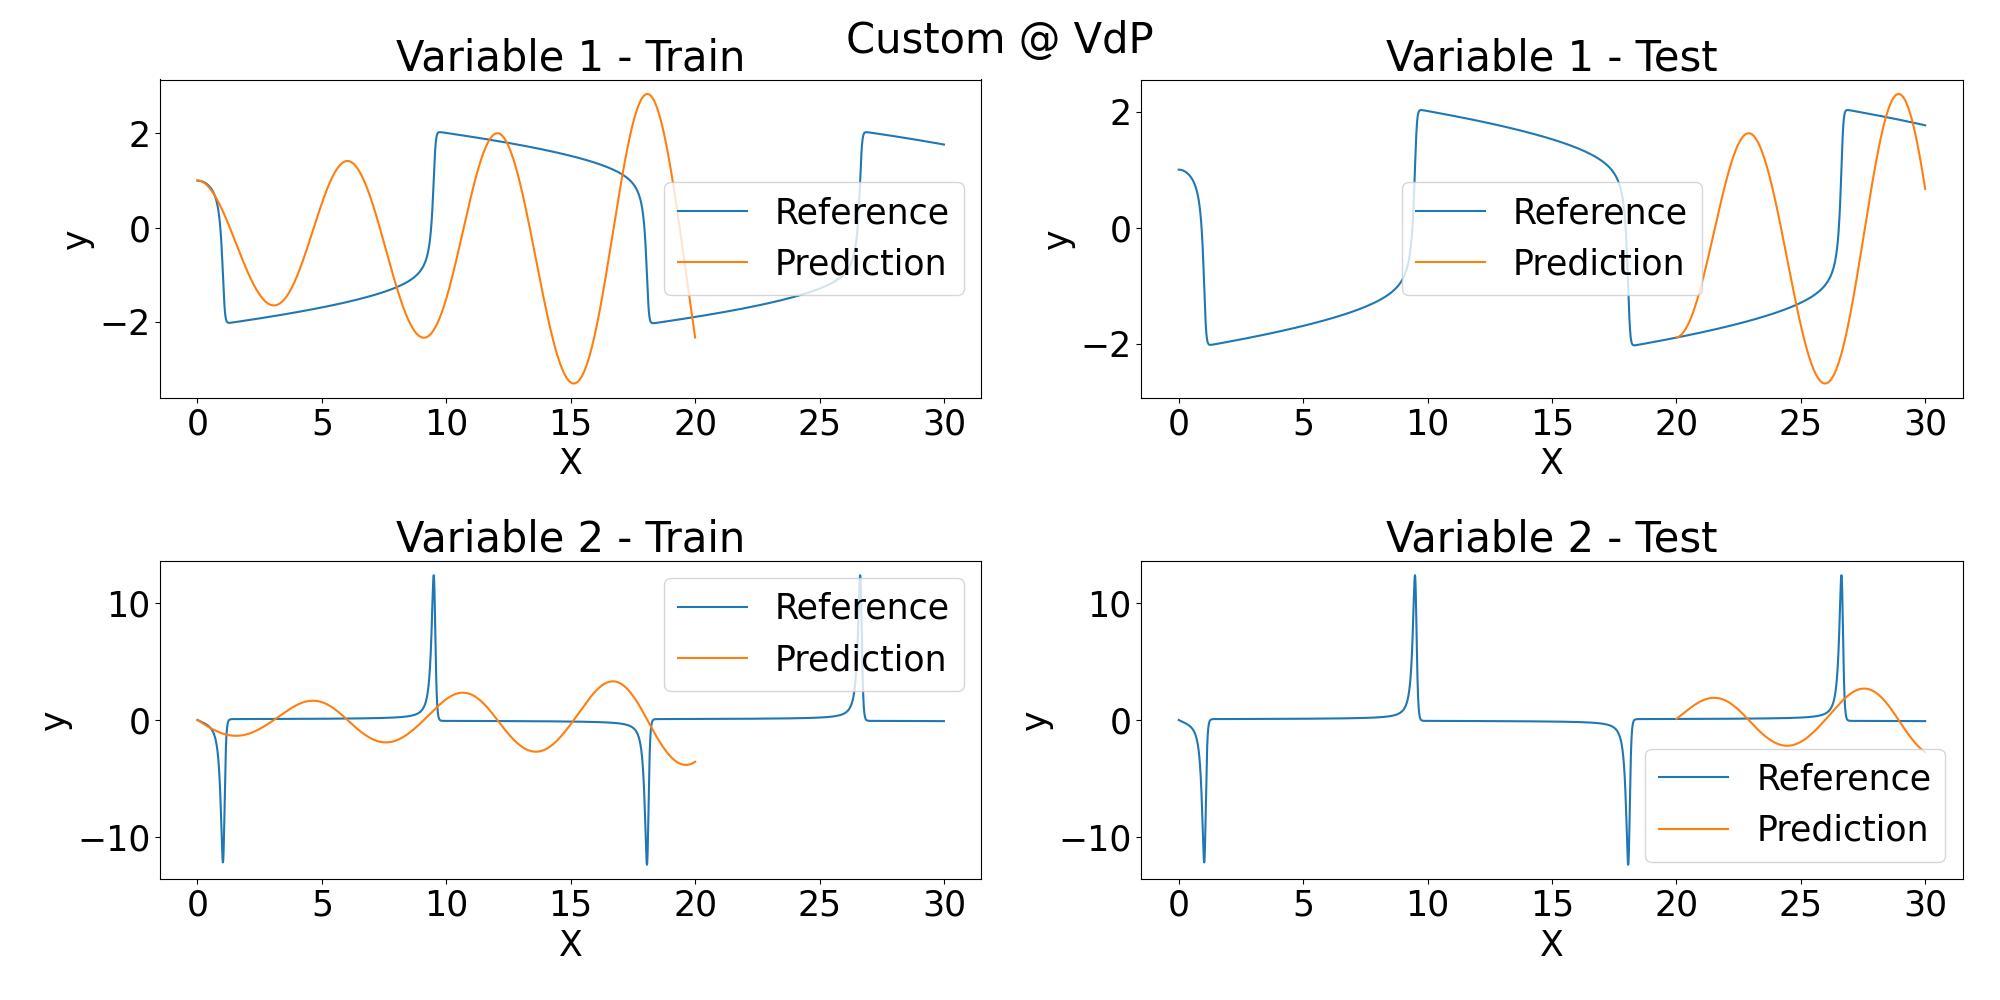 Custom @ VdP
Variable 1 - Train
y
2
0
−2
Reference
Prediction
0 5 10 15 20 25 30
X
Variable 1 - Test
y
2
0
−2
Reference
Prediction
0 5 10 15 20 25 30
X
Variable 2 - Train
y
10
0
−10
Reference
Prediction
0 5 10 15 20 25 30
X
Variable 2 - Test
y
10
0
−10
Reference
Prediction
0 5 10 15 20 25 30
X